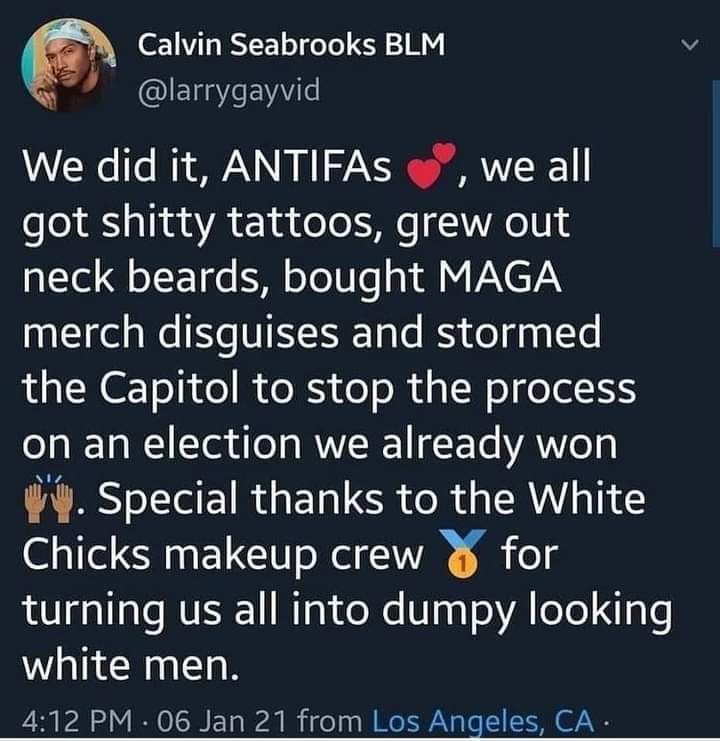 Calvin Seabrooks BLM
@larrygayvid
We did it, ANTIFAs 💕, we all
got shitty tattoos, grew out
neck beards, bought MAGA
merch disguises and stormed
the Capitol to stop the process
on an election we already won
🙌🏽. Special thanks to the White
Chicks makeup crew 🥇 for
turning us all into dumpy looking
white men.
4:12 PM · 06 Jan 21 from Los Angeles, CA ·